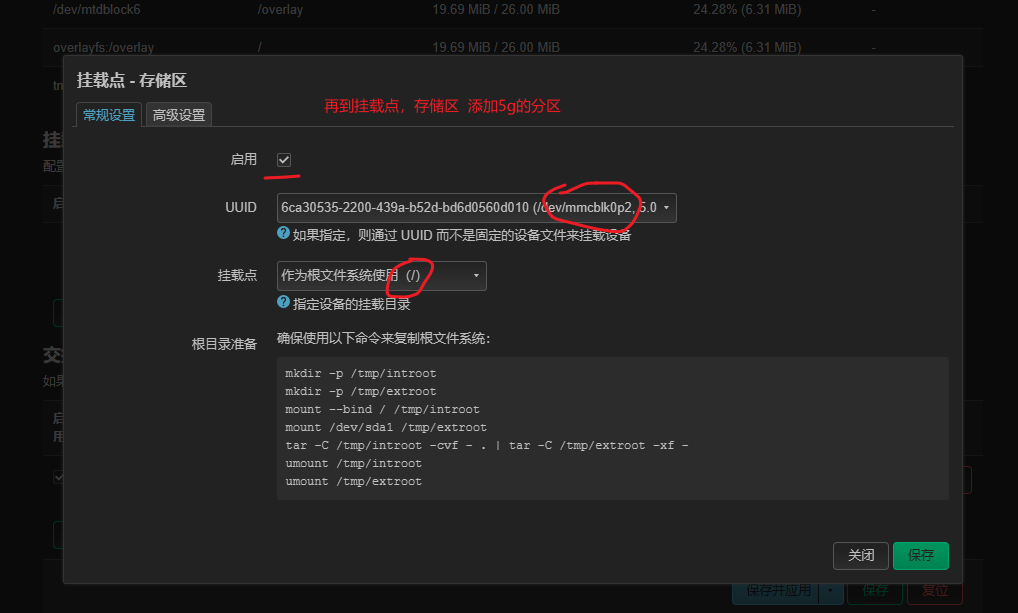 /dev/mtdblock6 /overlay 19.69 MiB / 26.00 MiB 24.28% (6.31 MiB) -
overlayfs:/overlay / 19.69 MiB / 26.00 MiB 24.28% (6.31 MiB) -
挂载点 - 存储区
常规设置 高级设置
再到挂载点，存储区 添加5g的分区
启用
UUID 6ca30535-2200-439a-b52d-bd6d0560d010 (/dev/mmcblk0p2, 5.0
如果指定，则通过 UUID 而不是固定的设备文件来挂载设备
挂载点 作为根文件系统使用 (/)
指定设备的挂载目录
根目录准备 确保使用以下命令来复制根文件系统：
mkdir -p /tmp/introot
mkdir -p /tmp/extroot
mount --bind / /tmp/introot
mount /dev/sda1 /tmp/extroot
tar -C /tmp/introot -cvf - . | tar -C /tmp/extroot -xf -
umount /tmp/introot
umount /tmp/extroot
关闭 保存
保存并应用 保存 复位